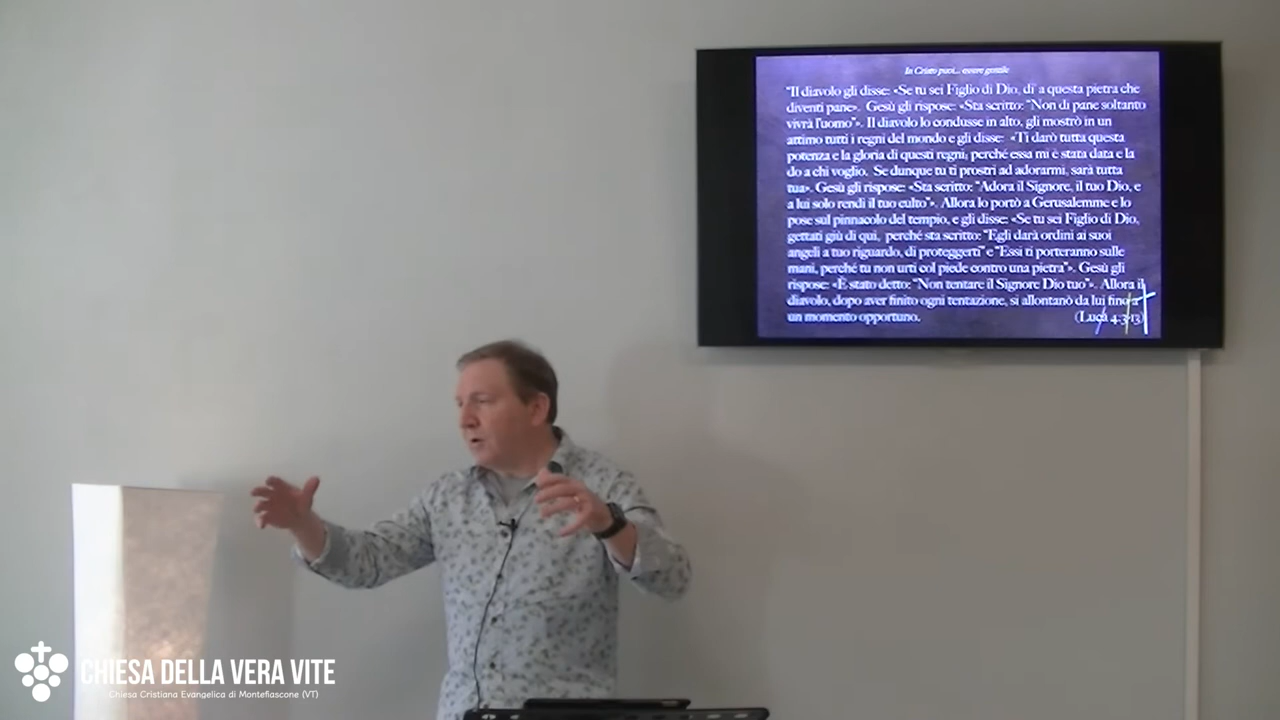 In Cristo puoi... essere gentile
"Il diavolo gli disse: «Se tu sei Figlio di Dio, di' a questa pietra che
diventi pane». Gesù gli rispose: «Sta scritto: "Non di pane soltanto
vivrà l'uomo"». Il diavolo lo condusse in alto, gli mostrò in un
attimo tutti i regni del mondo e gli disse: «Ti darò tutta questa
potenza e la gloria di questi regni; perché essa mi è stata data e la
do a chi voglio. Se dunque tu ti prostri ad adorarmi, sarà tutta
tua». Gesù gli rispose: «Sta scritto: "Adora il Signore, il tuo Dio, e
a lui solo rendi il tuo culto"». Allora lo portò a Gerusalemme e lo
pose sul pinnacolo del tempio, e gli disse: «Se tu sei Figlio di Dio,
gettati giù di qui, perché sta scritto: "Egli darà ordini ai suoi
angeli a tuo riguardo, di proteggerti" e "Essi ti porteranno sulle
mani, perché tu non urti col piede contro una pietra"». Gesù gli
rispose: «È stato detto: "Non tentare il Signore Dio tuo"». Allora il
diavolo, dopo aver finito ogni tentazione, si allontanò da lui fino a
un momento opportuno. (Luca 4:3-13)
CHIESA DELLA VERA VITE
Chiesa Cristiana Evangelica di Montefiascone (VT)